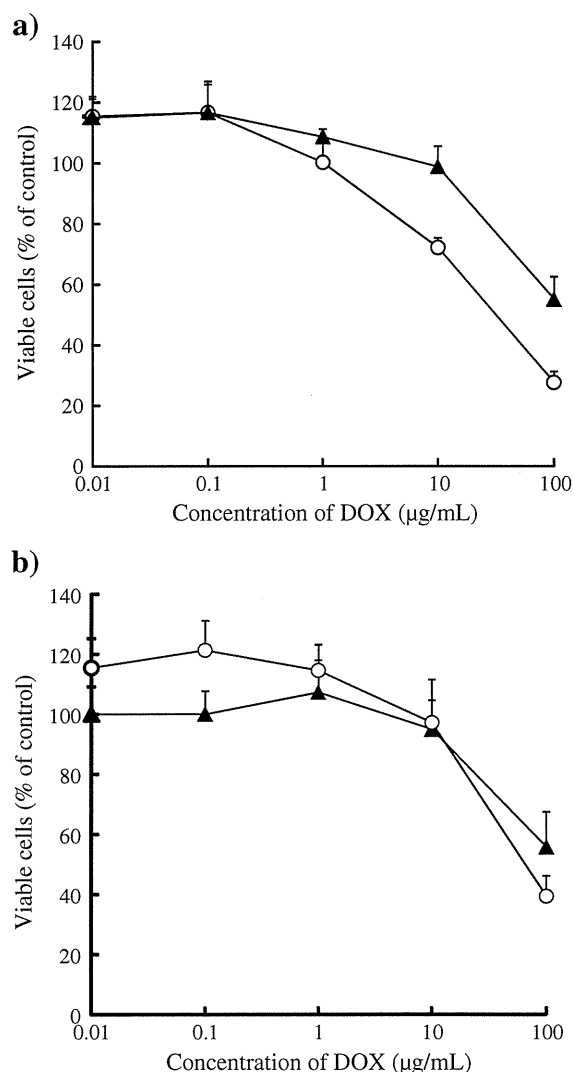 a)
140
120
100
80
60
40
20
0
Viable cells (% of control)
0.01 0.1 1 10 100
Concentration of DOX (µg/mL)
b)
140
120
100
80
60
40
20
0
Viable cells (% of control)
0.01 0.1 1 10 100
Concentration of DOX (µg/mL)